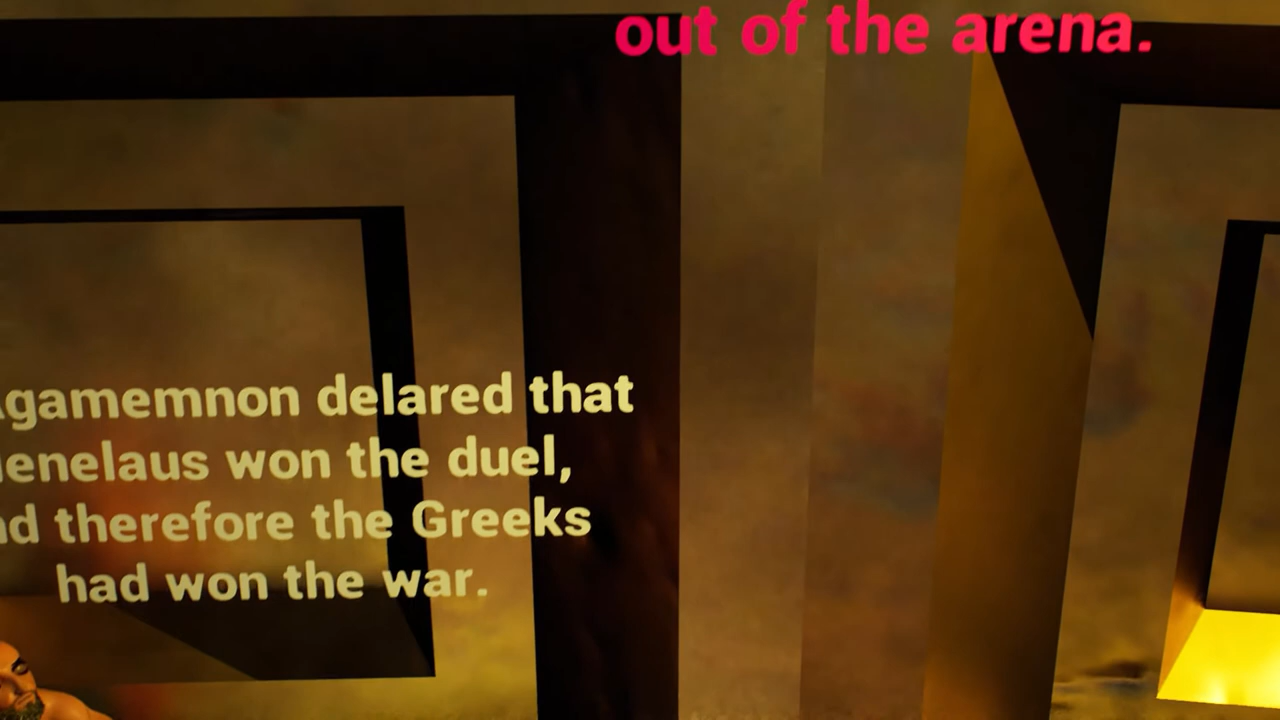 out of the arena.
gamemnon delared that
enelaus won the duel,
d therefore the Greeks
had won the war.